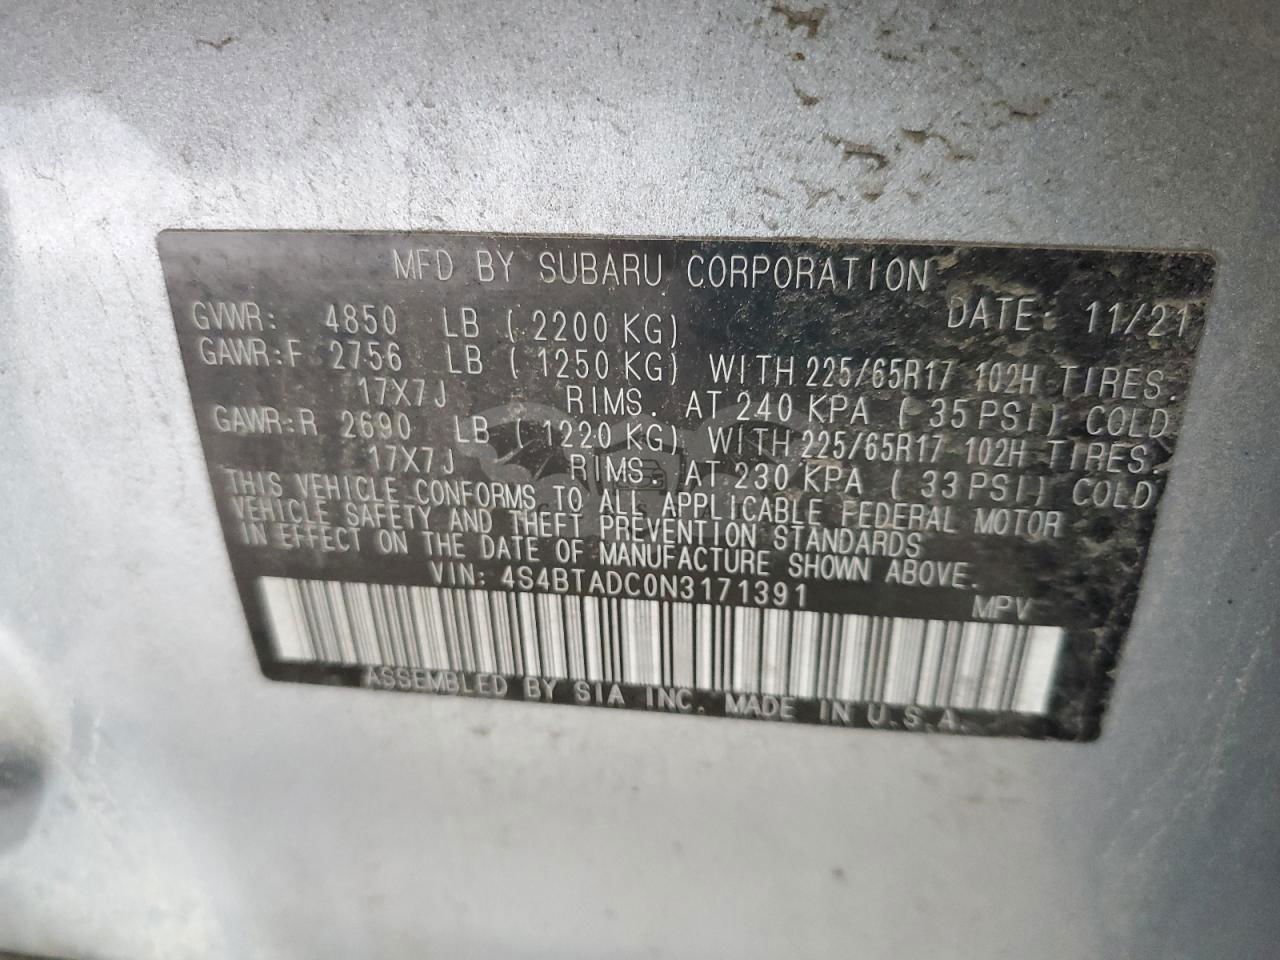 MFD BY SUBARU CORPORATION
GVWR: 4850 LB (2200 KG) DATE: 11/21
GAWR:F 2756 LB (1250 KG) WITH 225/65R17 102H TIRES.
17X7J RIMS. AT 240 KPA (35PSI) COLD
GAWR:R 2690 LB (1220 KG) WITH 225/65R17 102H TIRES.
17X7J RIMS. AT 230 KPA (33PSI) COLD
THIS VEHICLE CONFORMS TO ALL APPLICABLE FEDERAL MOTOR
VEHICLE SAFETY AND THEFT PREVENTION STANDARDS
IN EFFECT ON THE DATE OF MANUFACTURE SHOWN ABOVE.
VIN: 4S4BTADC0N3171391 MPV
ASSEMBLED BY SIA INC. MADE IN U.S.A.